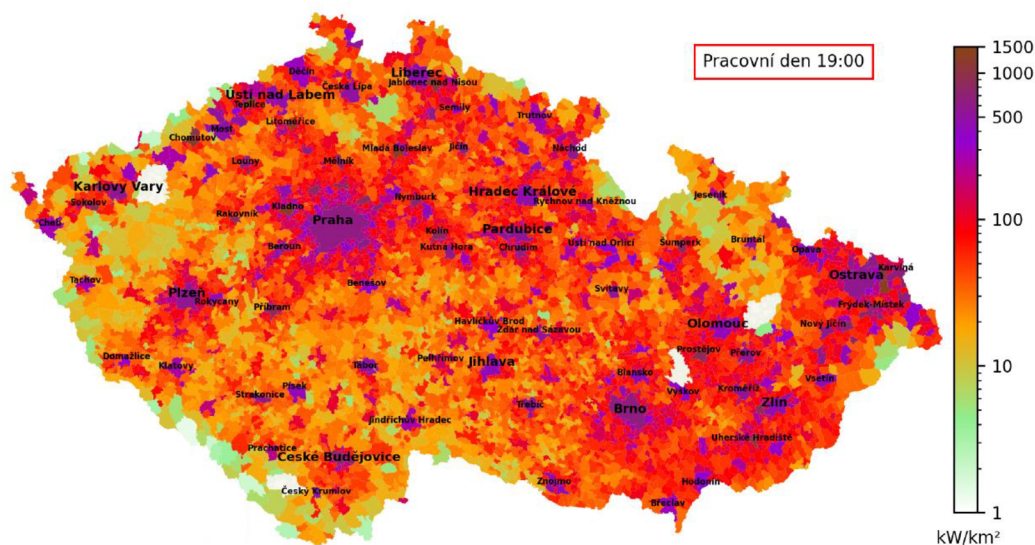 Pracovní den 19:00
1500
1000
500
100
10
1
kW/km²
Děčín
Liberec
Jablonec nad Nisou
Ústí nad Labem
Česká Lípa
Teplice
Semily
Litoměřice
Trutnov
Most
Chomutov
Mladá Boleslav
Jičín
Náchod
Louny
Mělník
Karlovy Vary
Hradec Králové
Jeseník
Sokolov
Nymburk
Rychnov nad Kněžnou
Kladno
Rakovník
Praha
Cheb
Kolín
Pardubice
Beroun
Kutná Hora
Chrudim
Ústí nad Orlicí
Šumperk
Bruntál
Opava
Karviná
Tachov
Benešov
Ostrava
Plzeň
Rokycany
Svitavy
Příbram
Frýdek-Místek
Havlíčkův Brod
Žďár nad Sázavou
Olomouc
Nový Jičín
Domažlice
Klatovy
Tábor
Pelhřimov
Jihlava
Prostějov
Přerov
Blansko
Vsetín
Písek
Strakonice
Vyškov
Kroměříž
Třebíč
Brno
Zlín
Jindřichův Hradec
Uherské Hradiště
Prachatice
České Budějovice
Český Krumlov
Znojmo
Hodonín
Břeclav